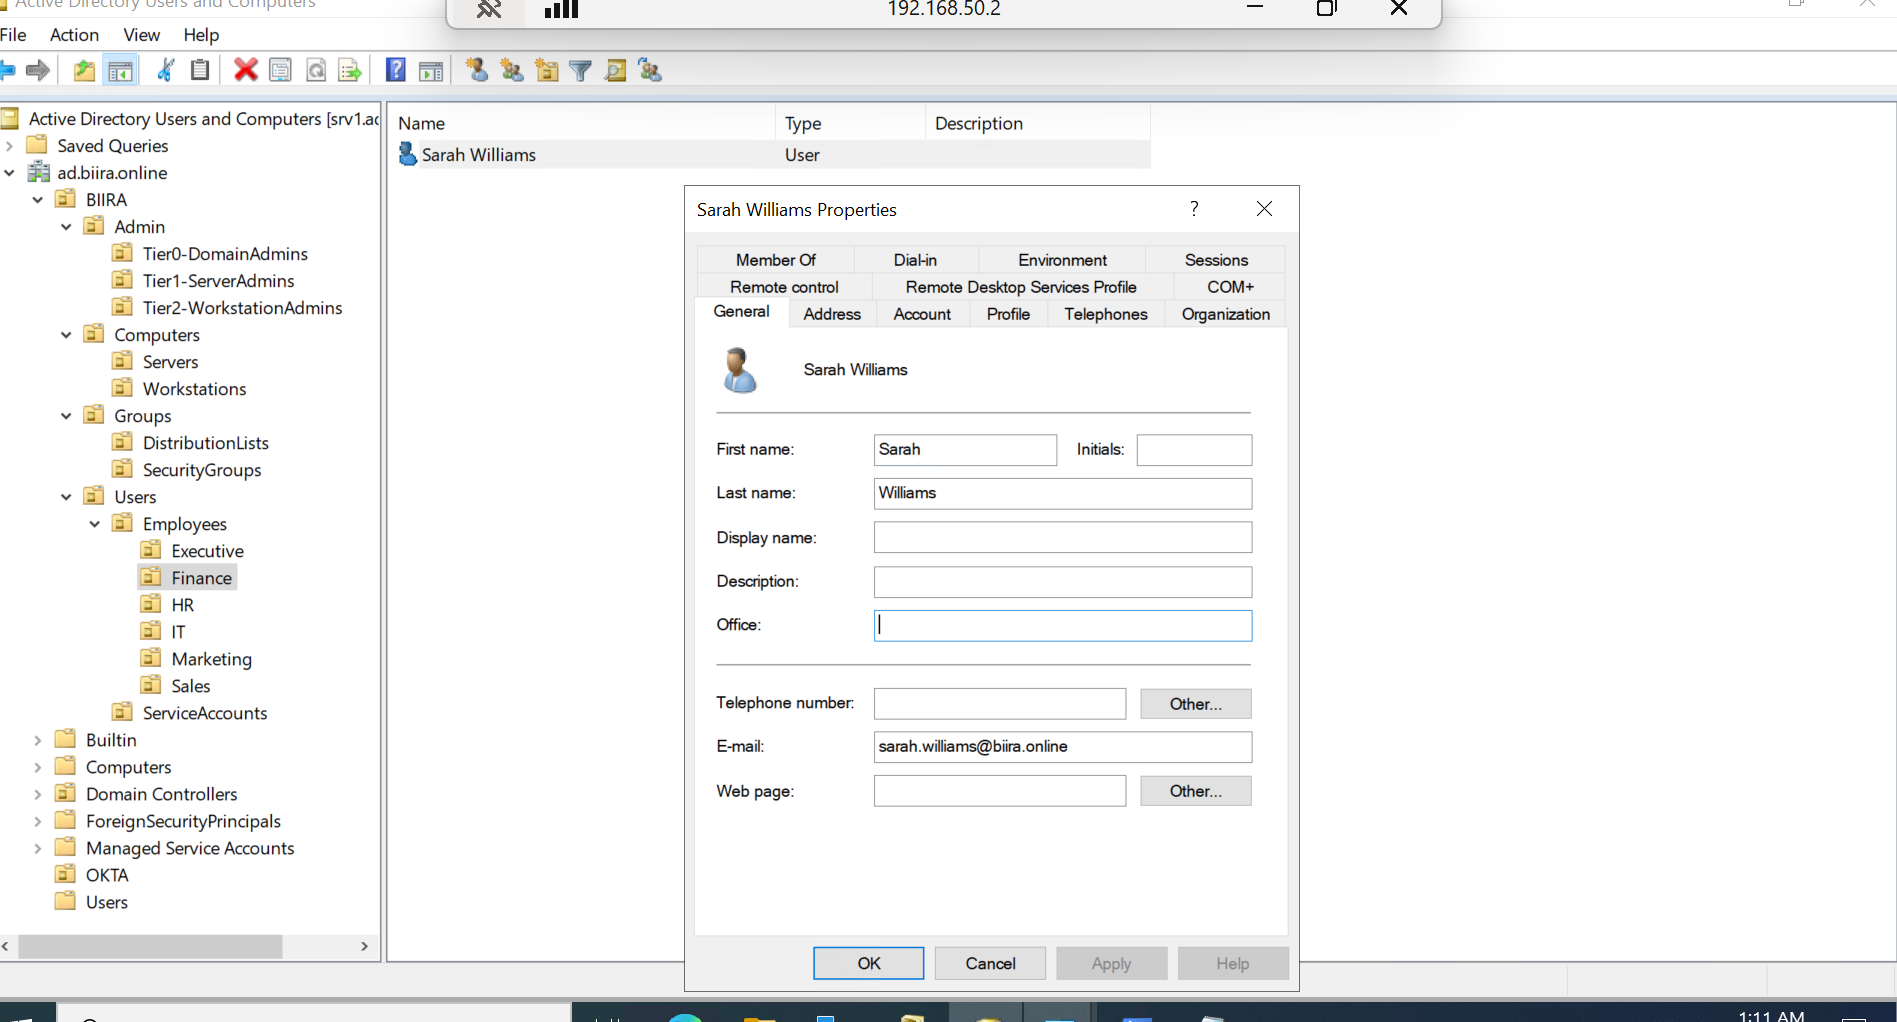 Active Directory Users and Computers
192.168.50.2
File Action View Help
Active Directory Users and Computers [srv1.ad
Saved Queries
ad.biira.online
BIIRA
Admin
Tier0-DomainAdmins
Tier1-ServerAdmins
Tier2-WorkstationAdmins
Computers
Servers
Workstations
Groups
DistributionLists
SecurityGroups
Users
Employees
Executive
Finance
HR
IT
Marketing
Sales
ServiceAccounts
Builtin
Computers
Domain Controllers
ForeignSecurityPrincipals
Managed Service Accounts
OKTA
Users
Name Type Description
Sarah Williams User
Sarah Williams Properties ?
Member Of Dial-in Environment Sessions
Remote control Remote Desktop Services Profile COM+
General Address Account Profile Telephones Organization
Sarah Williams
First name: Sarah Initials:
Last name: Williams
Display name:
Description:
Office:
Telephone number: Other...
E-mail: sarah.williams@biira.online
Web page: Other...
OK Cancel Apply Help
1:11 AM